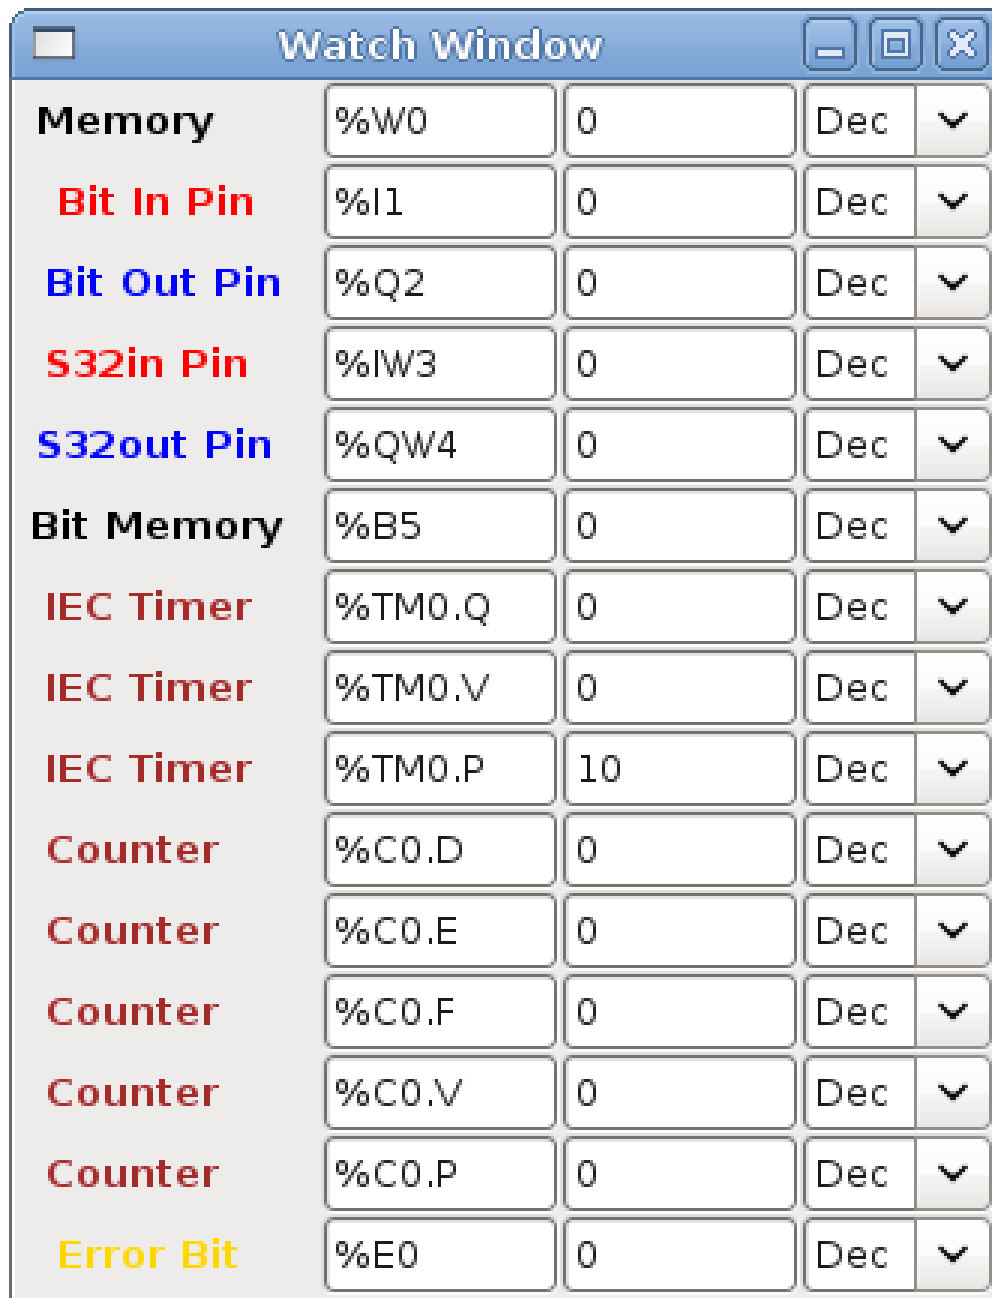 Watch Window
Memory %W0 0 Dec
Bit In Pin %I1 0 Dec
Bit Out Pin %Q2 0 Dec
S32in Pin %IW3 0 Dec
S32out Pin %QW4 0 Dec
Bit Memory %B5 0 Dec
IEC Timer %TM0.Q 0 Dec
IEC Timer %TM0.V 0 Dec
IEC Timer %TM0.P 10 Dec
Counter %C0.D 0 Dec
Counter %C0.E 0 Dec
Counter %C0.F 0 Dec
Counter %C0.V 0 Dec
Counter %C0.P 0 Dec
Error Bit %E0 0 Dec